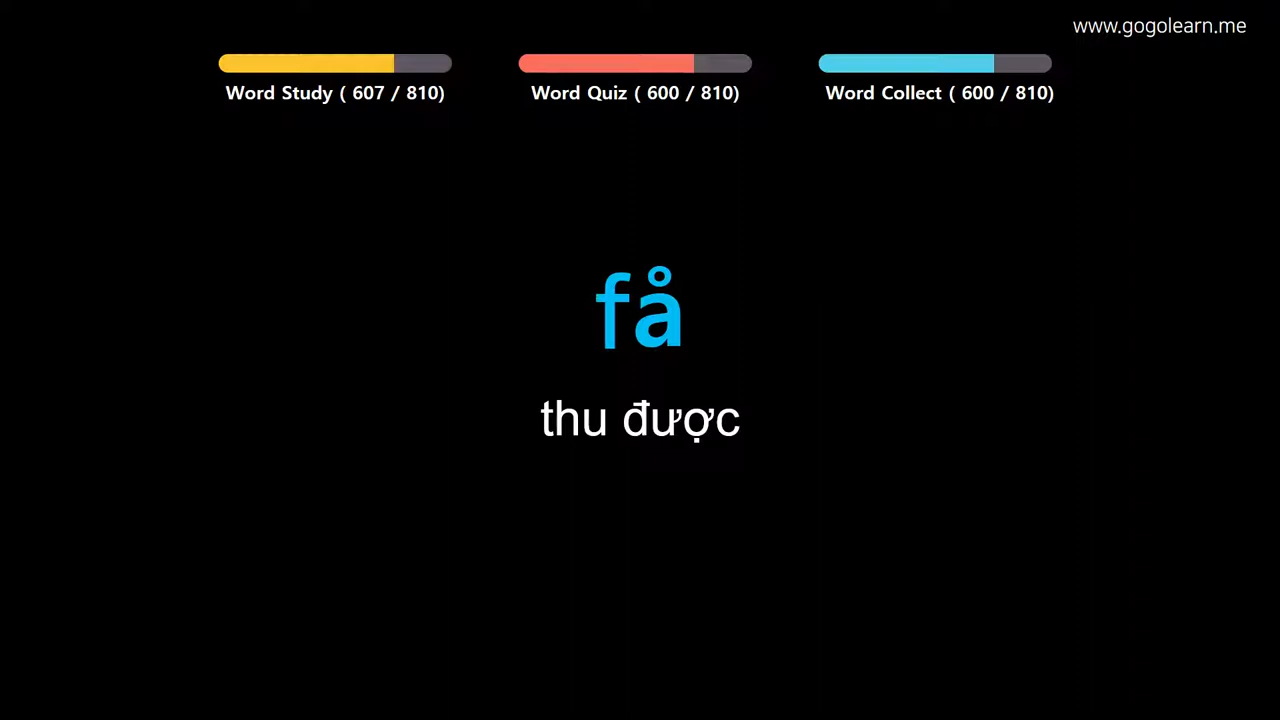 www.gogolearn.me
Word Study ( 607 / 810)
Word Quiz ( 600 / 810)
Word Collect ( 600 / 810)
få
thu được